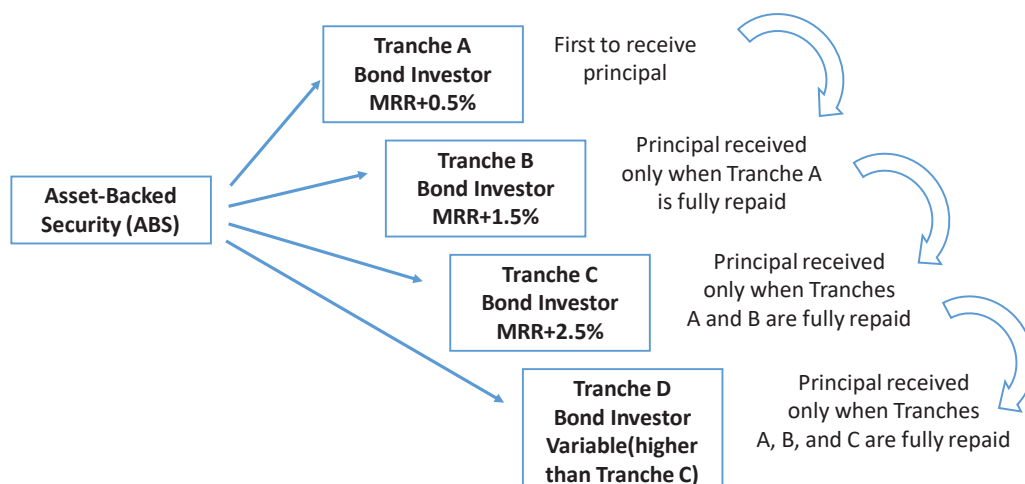 Tranche A
Bond Investor
MRR+0.5%
First to receive
principal
Asset-Backed
Security (ABS)
Tranche B
Bond Investor
MRR+1.5%
Principal received
only when Tranche A
is fully repaid
Tranche C
Bond Investor
MRR+2.5%
Principal received
only when Tranches
A and B are fully repaid
Tranche D
Bond Investor
Variable(higher
than Tranche C)
Principal received
only when Tranches
A, B, and C are fully repaid